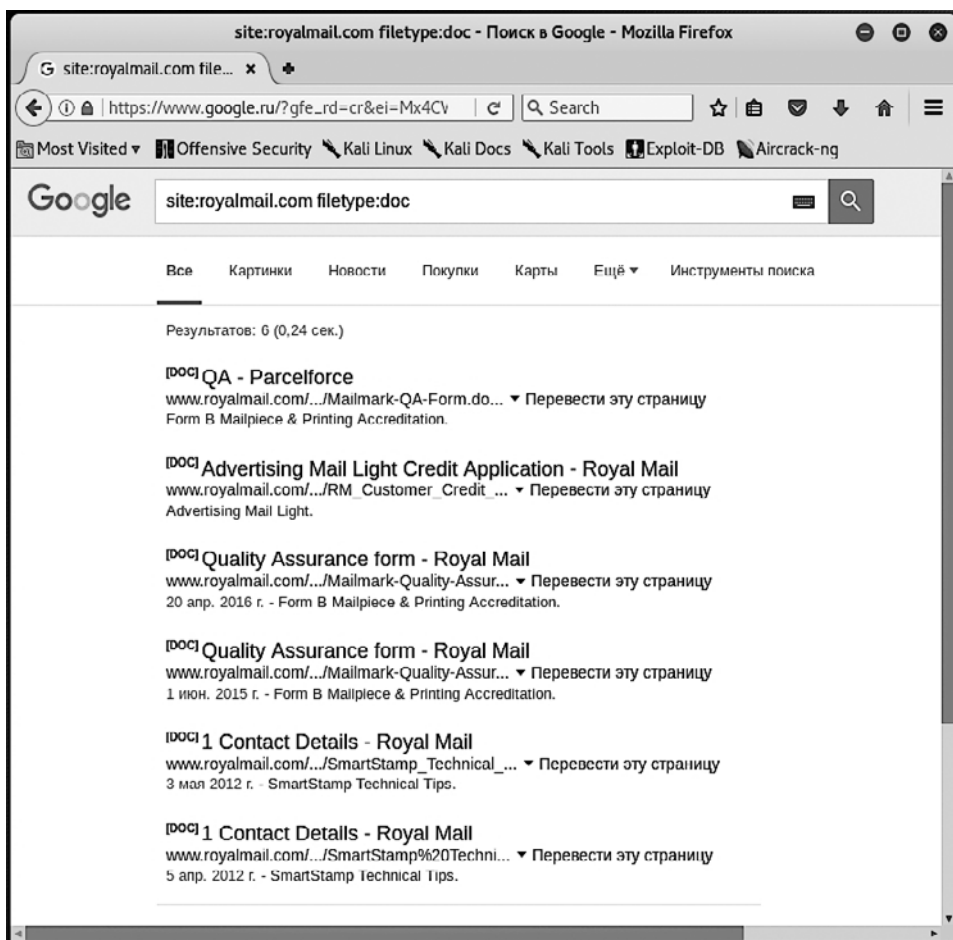 site:royalmail.com filetype:doc - Поиск в Google - Mozilla Firefox
G site:royalmail.com file...
https://www.google.ru/?gfe_rd=cr&ei=Mx4CV
Search
Most Visited Offensive Security Kali Linux Kali Docs Kali Tools Exploit-DB Aircrack-ng
Google site:royalmail.com filetype:doc
Все Картинки Новости Покупки Карты Ещё Инструменты поиска
Результатов: 6 (0,24 сек.)
[DOC] QA - Parcelforce
www.royalmail.com/.../Mailmark-QA-Form.do... Перевести эту страницу
Form B Mailpiece & Printing Accreditation.
[DOC] Advertising Mail Light Credit Application - Royal Mail
www.royalmail.com/.../RM_Customer_Credit_... Перевести эту страницу
Advertising Mail Light.
[DOC] Quality Assurance form - Royal Mail
www.royalmail.com/.../Mailmark-Quality-Assur... Перевести эту страницу
20 апр. 2016 г. - Form B Mailpiece & Printing Accreditation.
[DOC] Quality Assurance form - Royal Mail
www.royalmail.com/.../Mailmark-Quality-Assur... Перевести эту страницу
1 июн. 2015 г. - Form B Mailpiece & Printing Accreditation.
[DOC] 1 Contact Details - Royal Mail
www.royalmail.com/.../SmartStamp_Technical_... Перевести эту страницу
3 мая 2012 г. - SmartStamp Technical Tips.
[DOC] 1 Contact Details - Royal Mail
www.royalmail.com/.../SmartStamp%20Techni... Перевести эту страницу
5 апр. 2012 г. - SmartStamp Technical Tips.